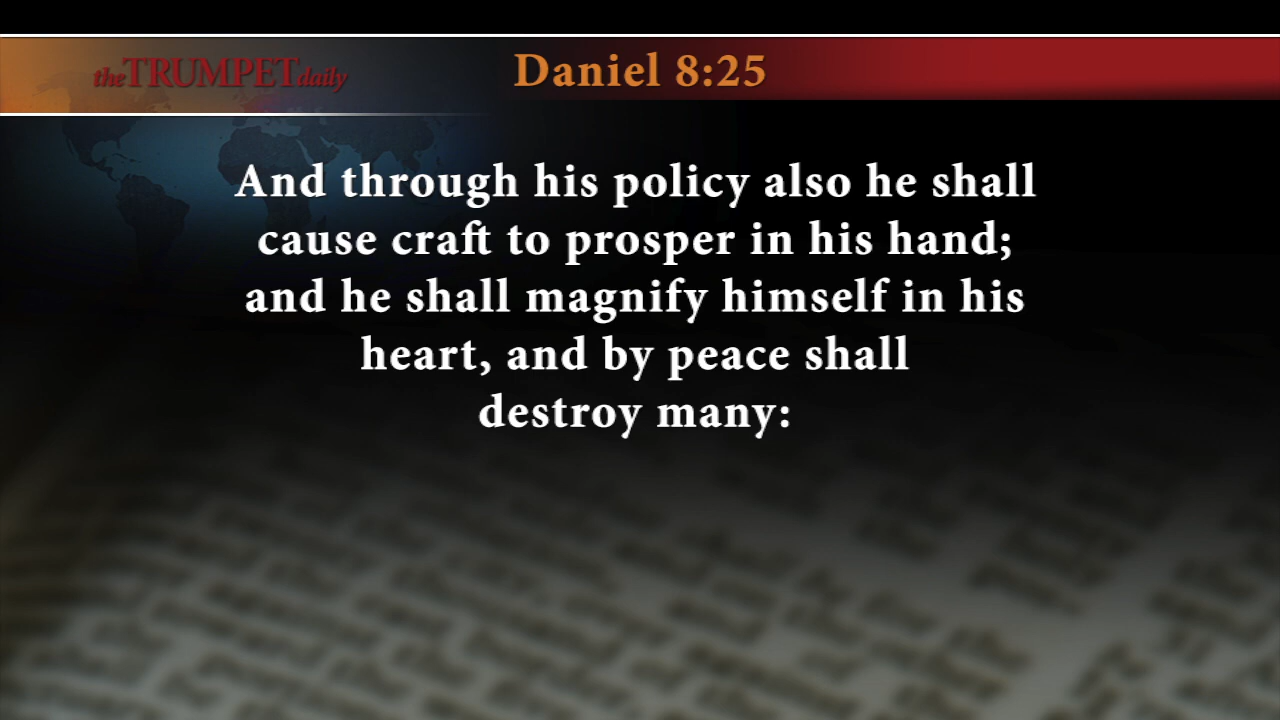 theTRUMPETdaily
Daniel 8:25
And through his policy also he shall
cause craft to prosper in his hand;
and he shall magnify himself in his
heart, and by peace shall
destroy many: